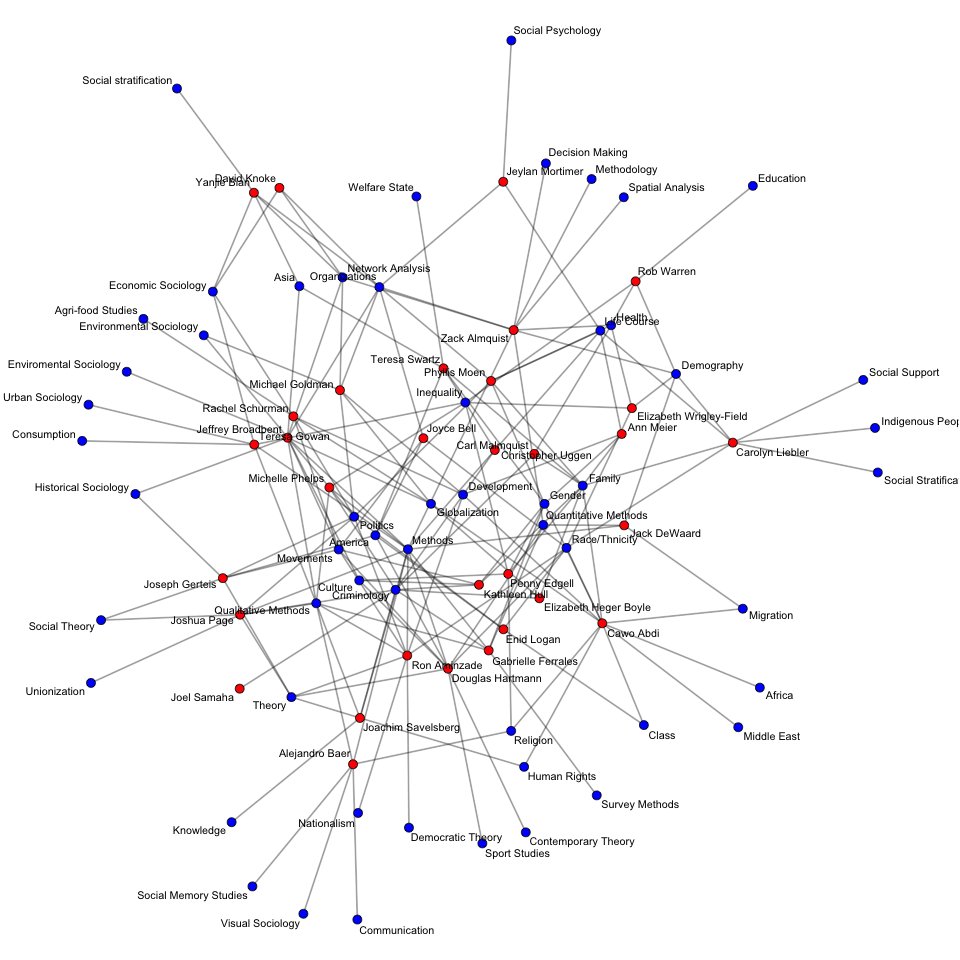 Social Psychology
Social stratification
Decision Making
Jeylan Mortimer
Methodology
David Knoke
Yanjie Bian
Welfare State
Spatial Analysis
Education
Network Analysis
Organizations
Asia
Rob Warren
Economic Sociology
Agri-food Studies
Environmental Sociology
Health
Life Course
Zack Almquist
Teresa Swartz
Phyllis Moen
Demography
Enviromental Sociology
Social Support
Michael Goldman
Inequality
Urban Sociology
Rachel Schurman
Elizabeth Wrigley-Field
Indigenous Peop
Jeffrey Broadbent
Teresa Gowan
Joyce Bell
Ann Meier
Consumption
Carl Malmquist
Christopher Uggen
Carolyn Liebler
Michelle Phelps
Family
Social Stratifica
Historical Sociology
Development
Gender
Globalization
Quantitative Methods
Politics
America
Methods
Race/Thnicity
Jack DeWaard
Movements
Joseph Gerteis
Culture
Criminology
Penny Edgell
Kathleen Hull
Elizabeth Heger Boyle
Qualitative Methods
Joshua Page
Social Theory
Migration
Enid Logan
Cawo Abdi
Gabrielle Ferrales
Ron Aminzade
Douglas Hartmann
Unionization
Joel Samaha
Theory
Africa
Joachim Savelsberg
Class
Middle East
Religion
Alejandro Baer
Human Rights
Survey Methods
Nationalism
Knowledge
Democratic Theory
Contemporary Theory
Sport Studies
Social Memory Studies
Visual Sociology
Communication